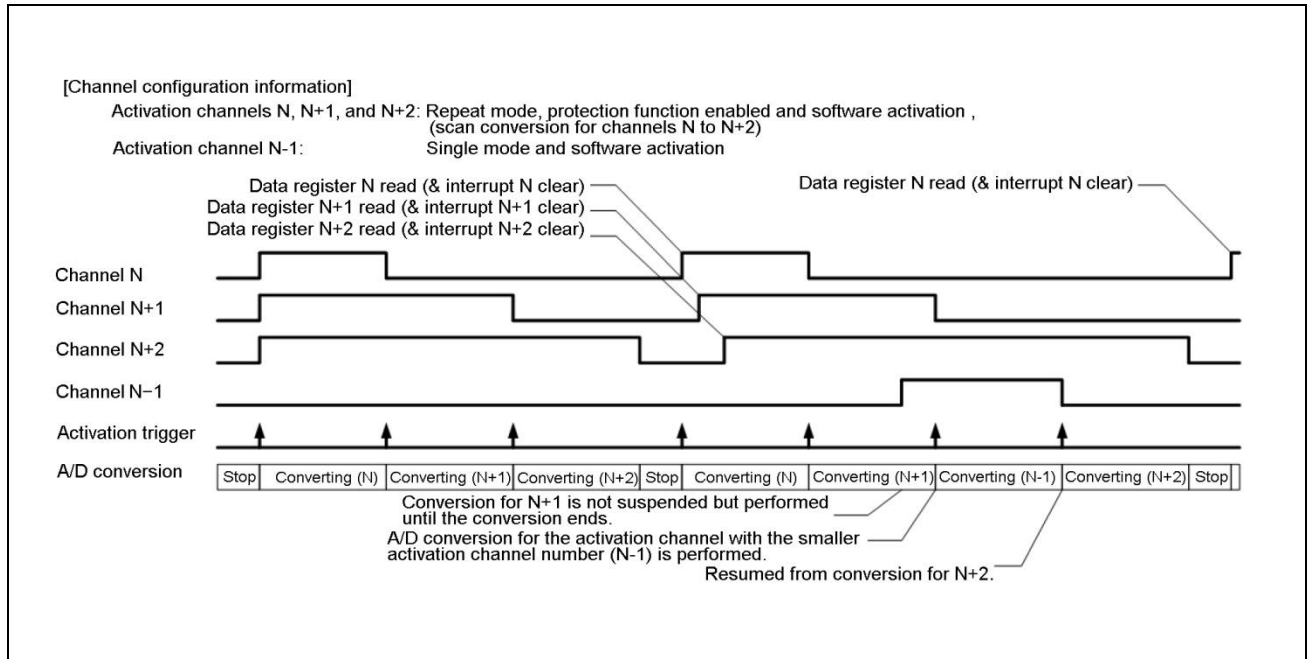 [Channel configuration information]
Activation channels N, N+1, and N+2: Repeat mode, protection function enabled and software activation ,
(scan conversion for channels N to N+2)
Activation channel N-1: Single mode and software activation
Data register N read (& interrupt N clear)
Data register N read (& interrupt N clear)
Data register N+1 read (& interrupt N+1 clear)
Data register N+2 read (& interrupt N+2 clear)
Channel N
Channel N+1
Channel N+2
Channel N−1
Activation trigger
A/D conversion Stop Converting (N) Converting (N+1) Converting (N+2) Stop Converting (N) Converting (N+1) Converting (N-1) Converting (N+2) Stop
Conversion for N+1 is not suspended but performed
until the conversion ends.
A/D conversion for the activation channel with the smaller
activation channel number (N-1) is performed.
Resumed from conversion for N+2.